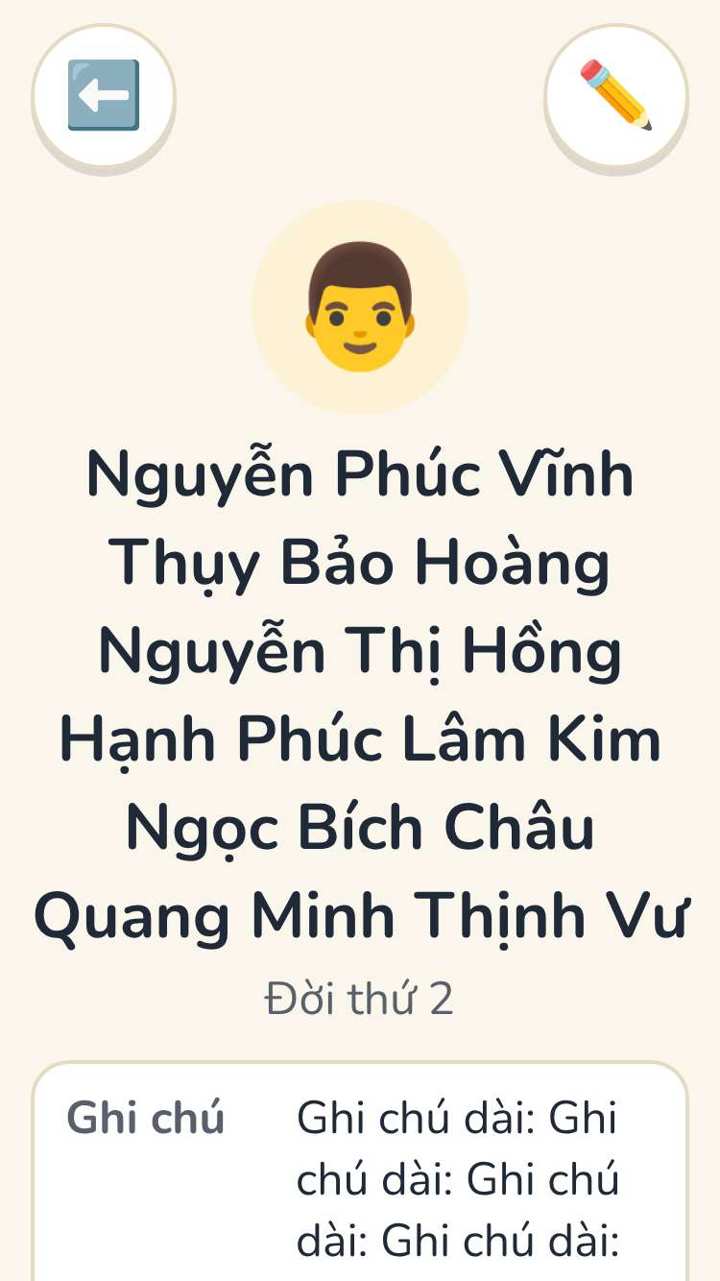 Nguyễn Phúc Vĩnh
Thụy Bảo Hoàng
Nguyễn Thị Hồng
Hạnh Phúc Lâm Kim
Ngọc Bích Châu
Quang Minh Thịnh Vư
Đời thứ 2
Ghi chú
Ghi chú dài: Ghi
chú dài: Ghi chú
dài: Ghi chú dài: